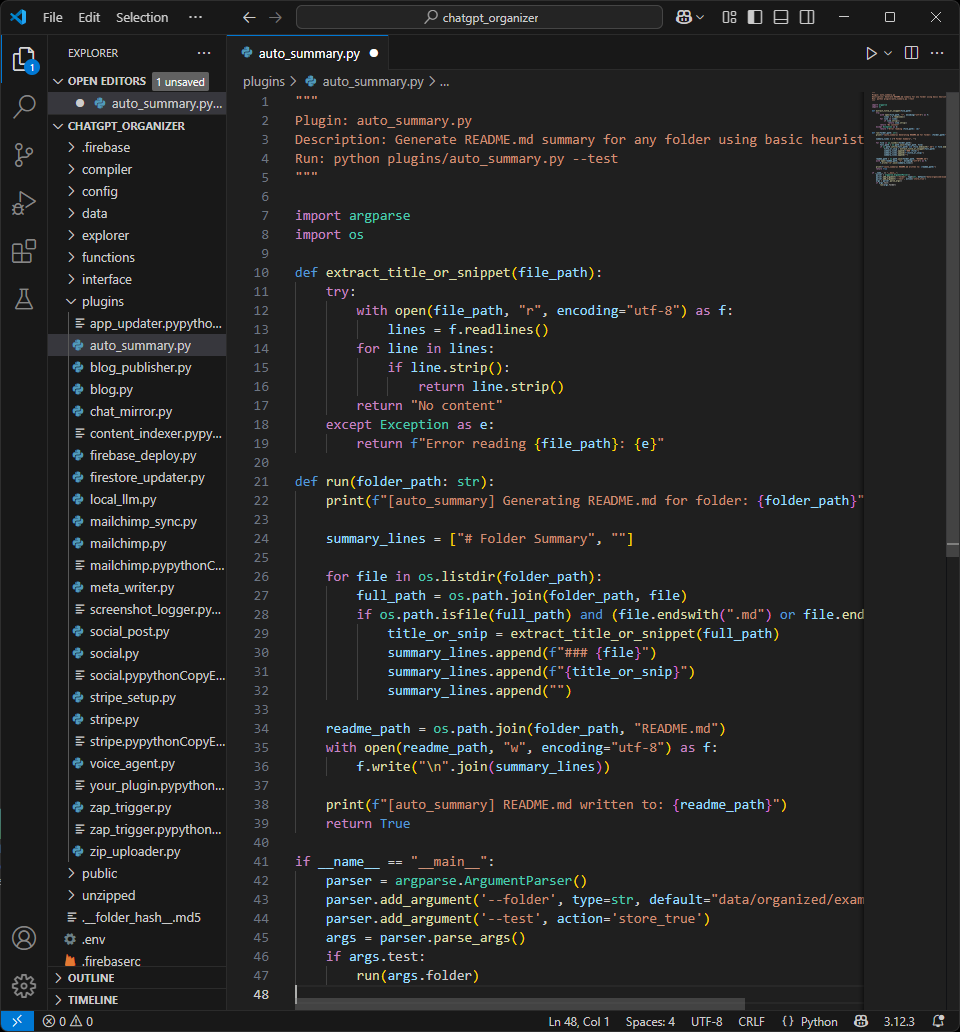 File Edit Selection ··· chatgpt_organizer
EXPLORER ···
1
OPEN EDITORS 1 unsaved
auto_summary.py...
CHATGPT_ORGANIZER
.firebase
compiler
config
data
explorer
functions
interface
plugins
app_updater.pypytho...
auto_summary.py
blog_publisher.py
blog.py
chat_mirror.py
content_indexer.pypy...
firebase_deploy.py
firestore_updater.py
local_llm.py
mailchimp_sync.py
mailchimp.py
mailchimp.pypythonC...
meta_writer.py
screenshot_logger.py...
social_post.py
social.py
social.pypythonCopyE...
stripe_setup.py
stripe.py
stripe.pypythonCopyE...
voice_agent.py
your_plugin.pypython...
zap_trigger.py
zap_trigger.pypython...
zip_uploader.py
public
unzipped
.__folder_hash__.md5
.env
.firebaserc
OUTLINE
TIMELINE
auto_summary.py
plugins > auto_summary.py > ...
1 """
2 Plugin: auto_summary.py
3 Description: Generate README.md summary for any folder using basic heurist
4 Run: python plugins/auto_summary.py --test
5 """
6
7 import argparse
8 import os
9
10 def extract_title_or_snippet(file_path):
11     try:
12         with open(file_path, "r", encoding="utf-8") as f:
13             lines = f.readlines()
14         for line in lines:
15             if line.strip():
16                 return line.strip()
17         return "No content"
18     except Exception as e:
19         return f"Error reading {file_path}: {e}"
20
21 def run(folder_path: str):
22     print(f"[auto_summary] Generating README.md for folder: {folder_path}"
23
24     summary_lines = ["# Folder Summary", ""]
25
26     for file in os.listdir(folder_path):
27         full_path = os.path.join(folder_path, file)
28         if os.path.isfile(full_path) and (file.endswith(".md") or file.end
29             title_or_snip = extract_title_or_snippet(full_path)
30             summary_lines.append(f"### {file}")
31             summary_lines.append(f"{title_or_snip}")
32             summary_lines.append("")
33
34     readme_path = os.path.join(folder_path, "README.md")
35     with open(readme_path, "w", encoding="utf-8") as f:
36         f.write("\n".join(summary_lines))
37
38     print(f"[auto_summary] README.md written to: {readme_path}")
39     return True
40
41 if __name__ == "__main__":
42     parser = argparse.ArgumentParser()
43     parser.add_argument('--folder', type=str, default="data/organized/exam
44     parser.add_argument('--test', action='store_true')
45     args = parser.parse_args()
46     if args.test:
47         run(args.folder)
48
0 0 Ln 48, Col 1 Spaces: 4 UTF-8 CRLF {} Python 3.12.3